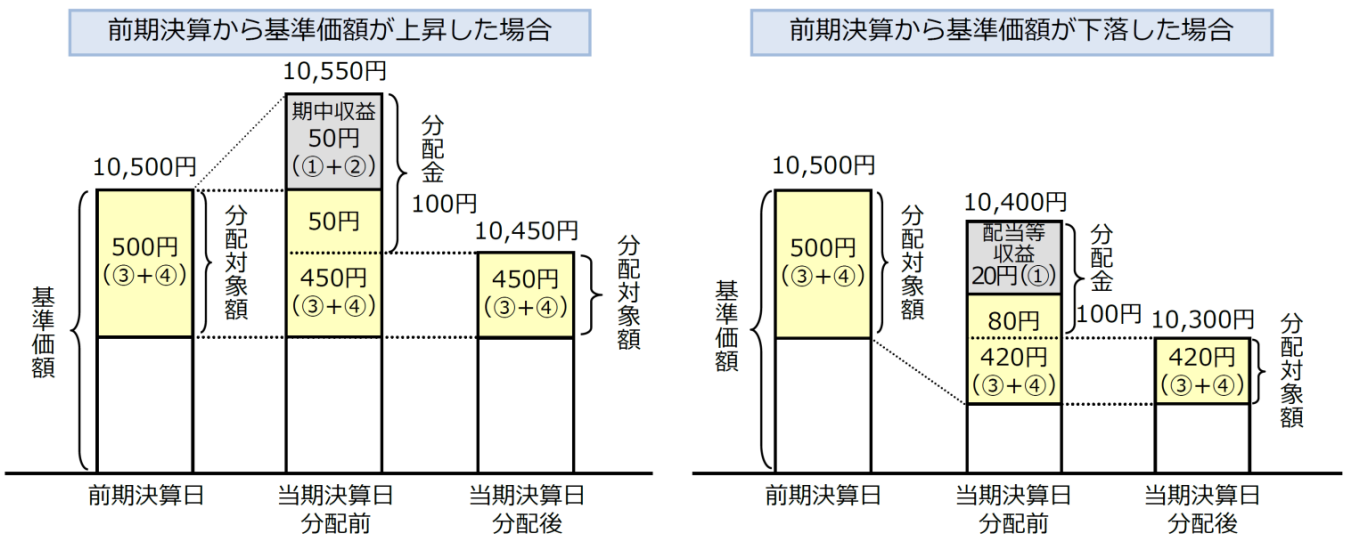 前期決算から基準価額が上昇した場合
10,550円
期中収益
50円
(①+②)
分配金
100円
10,500円
500円
(③+④)
分配対象額
50円
450円
(③+④)
10,450円
450円
(③+④)
分配対象額
基準価額
前期決算日
当期決算日
分配前
当期決算日
分配後
前期決算から基準価額が下落した場合
10,500円
500円
(③+④)
分配対象額
10,400円
配当等
収益
20円(①)
分配金
100円
80円
420円
(③+④)
10,300円
420円
(③+④)
分配対象額
基準価額
前期決算日
当期決算日
分配前
当期決算日
分配後